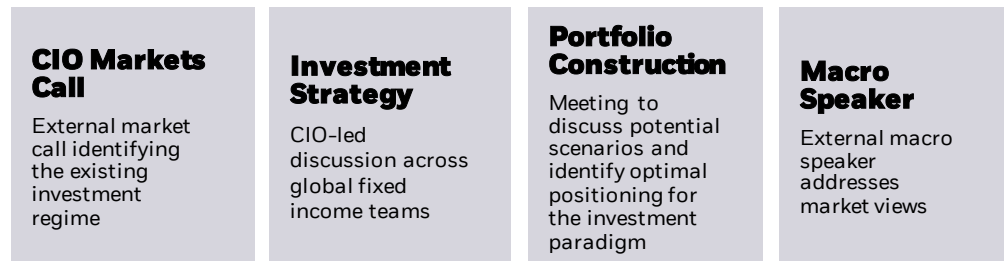 CIO Markets
Call
External market
call identifying
the existing
investment
regime
Investment
Strategy
CIO-led
discussion across
global fixed
income teams
Portfolio
Construction
Meeting to
discuss potential
scenarios and
identify optimal
positioning for
the investment
paradigm
Macro
Speaker
External macro
speaker
addresses
market views